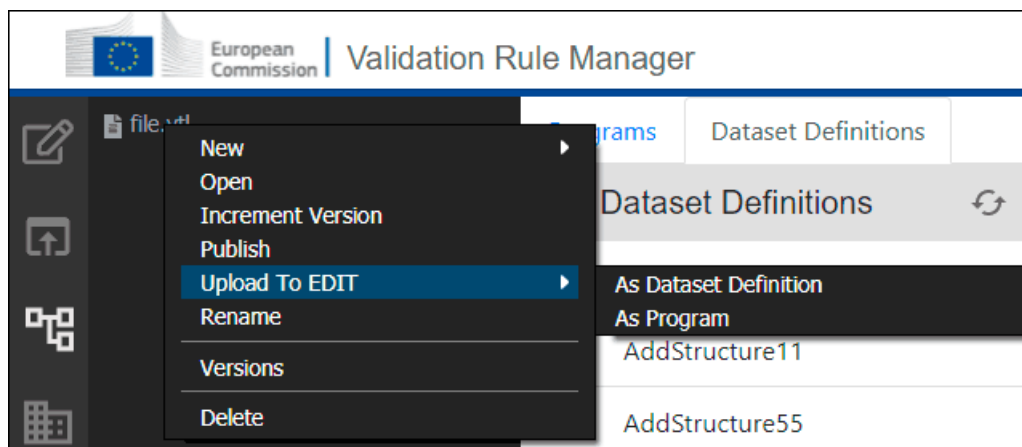 European
Commission
Validation Rule Manager
file.vtl
Programs
Dataset Definitions
New
Open
Increment Version
Publish
Upload To EDIT
Rename
Versions
Delete
Dataset Definitions
As Dataset Definition
As Program
AddStructure11
AddStructure55